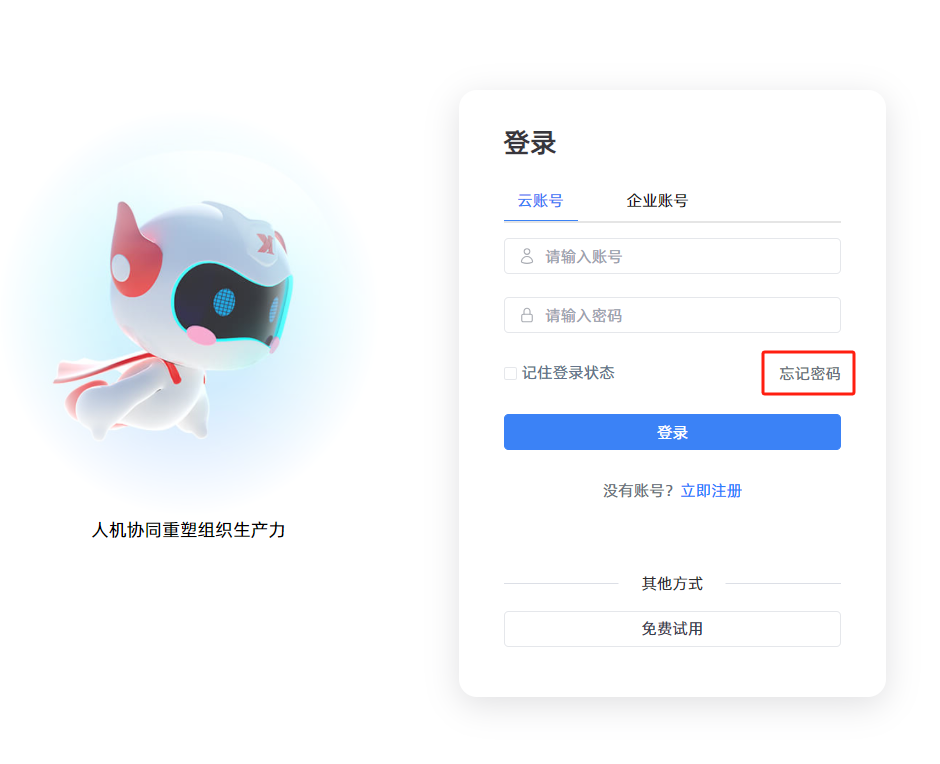 登录
云账号
企业账号
请输入账号
请输入密码
记住登录状态
忘记密码
登录
没有账号？立即注册
人机协同重塑组织生产力
其他方式
免费试用